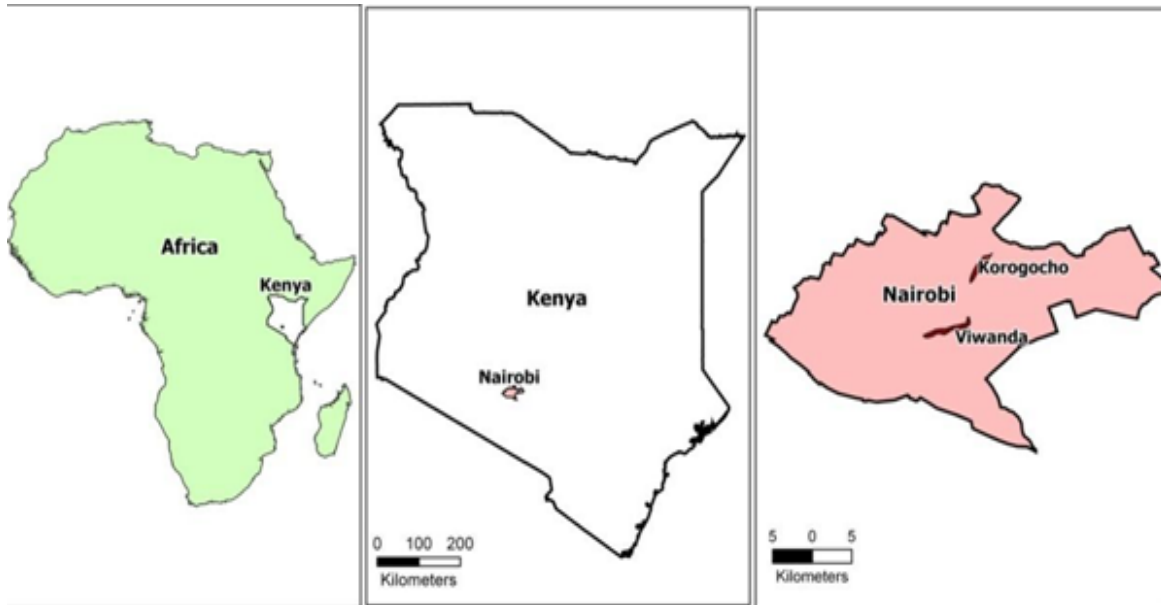 Africa
Kenya
Kenya
Nairobi
0 100 200
Kilometers
Korogocho
Nairobi
Viwanda
5 0 5
Kilometers